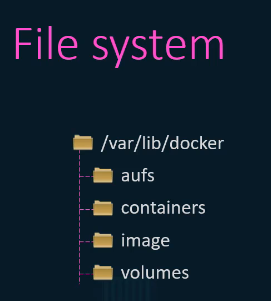 File system
/var/lib/docker
aufs
containers
image
volumes